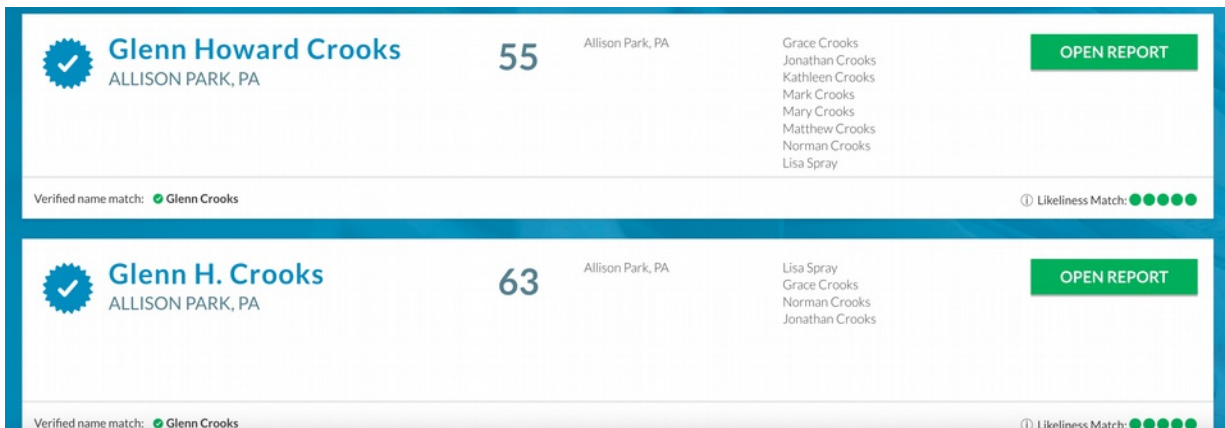 Glenn Howard Crooks
ALLISON PARK, PA
55
Allison Park, PA
Grace Crooks
Jonathan Crooks
Kathleen Crooks
Mark Crooks
Mary Crooks
Matthew Crooks
Norman Crooks
Lisa Spray
OPEN REPORT
Verified name match: Glenn Crooks
Likeliness Match:
Glenn H. Crooks
ALLISON PARK, PA
63
Allison Park, PA
Lisa Spray
Grace Crooks
Norman Crooks
Jonathan Crooks
OPEN REPORT
Verified name match: Glenn Crooks
Likeliness Match: